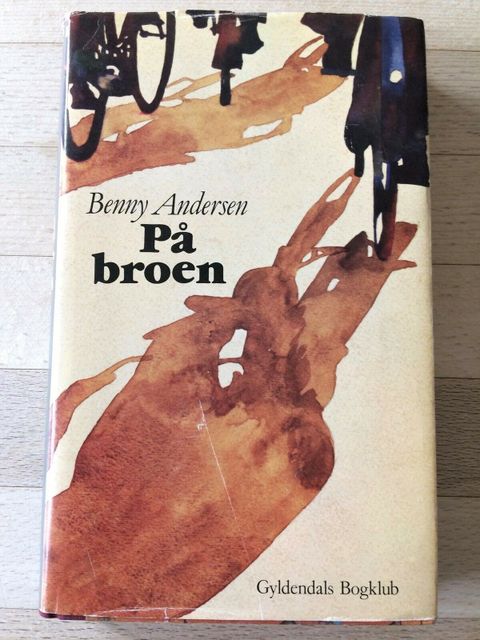 Benny Andersen
På
broen
Gyldendals Bogklub